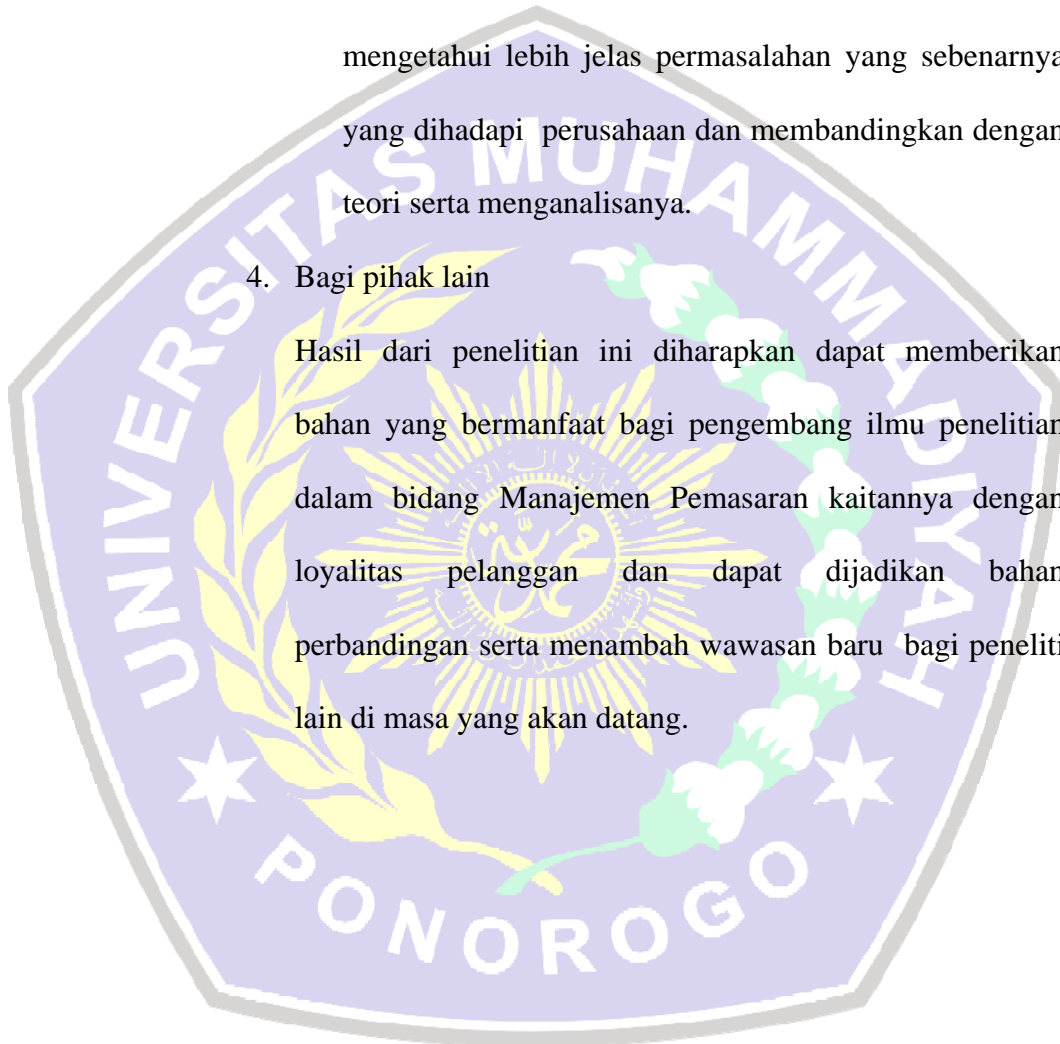 mengetahui lebih jelas permasalahan yang sebenarnya
yang dihadapi perusahaan dan membandingkan dengan
teori serta menganalisanya.
4. Bagi pihak lain
Hasil dari penelitian ini diharapkan dapat memberikan
bahan yang bermanfaat bagi pengembang ilmu penelitian
dalam bidang Manajemen Pemasaran kaitannya dengan
loyalitas pelanggan dan dapat dijadikan bahan
perbandingan serta menambah wawasan baru bagi peneliti
lain di masa yang akan datang.
UNIVERSITAS MUHAMMADIYAH
PONOROGO